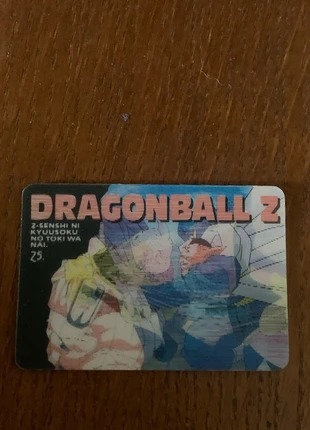 DRAGONBALL Z
Z-SENSHI NI
KYUUSOKU
NO TOKI WA
NAI.
25.